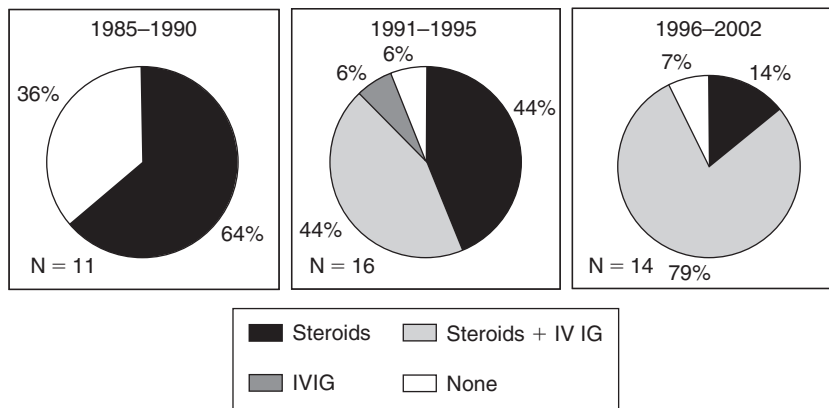 1985–1990
36%
64%
N = 11
1991–1995
6%
6%
44%
44%
N = 16
1996–2002
7%
14%
79%
N = 14
Steroids
Steroids + IV IG
IVIG
None